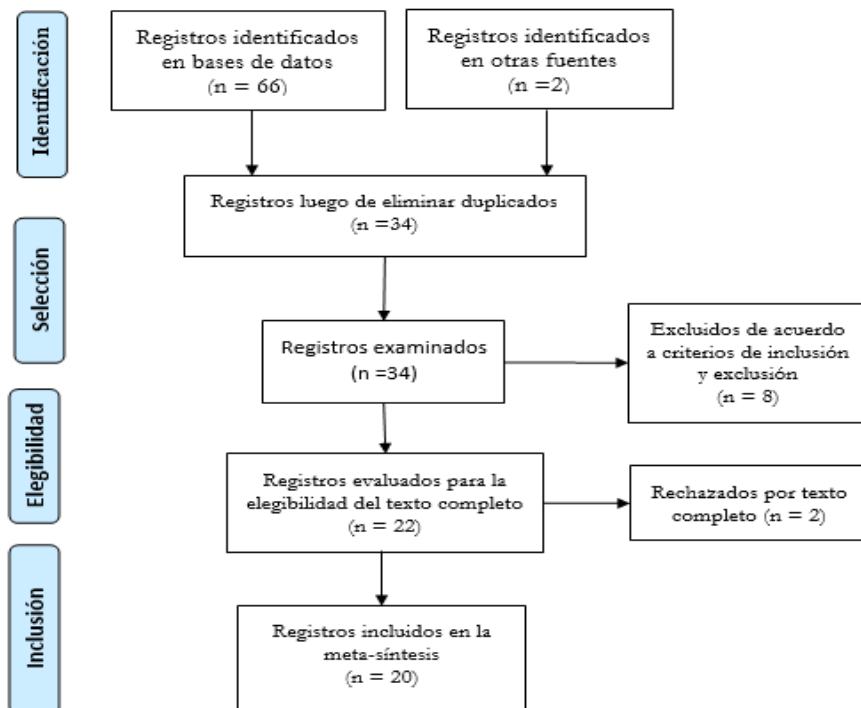 Identificación
Registros identificados
en bases de datos
(n = 66)
Registros identificados
en otras fuentes
(n =2)
Registros luego de eliminar duplicados
(n =34)
Selección
Registros examinados
(n =34)
Excluidos de acuerdo
a criterios de inclusión
y exclusión
(n = 8)
Elegibilidad
Registros evaluados para la
elegibilidad del texto completo
(n = 22)
Rechazados por texto
completo (n = 2)
Inclusión
Registros incluidos en la
meta-síntesis
(n = 20)